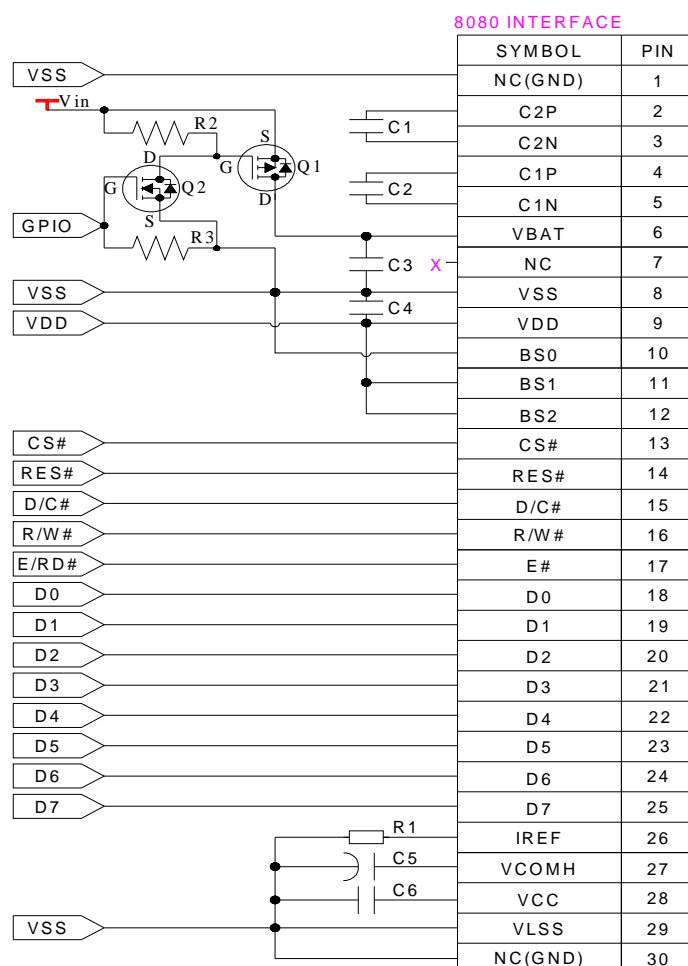 8080 INTERFACE
SYMBOL PIN
VSS NC(GND) 1
Vin
R2
C1
C2P 2
C2N 3
S
G Q1
D
D
G Q2
S
C2
C1P 4
C1N 5
GPIO
R3
VBAT 6
C3 X NC 7
VSS VSS 8
C4
VDD VDD 9
BS0 10
BS1 11
BS2 12
CS# CS# 13
RES# RES# 14
D/C# D/C# 15
R/W# R/W# 16
E/RD# E# 17
D0 D0 18
D1 D1 19
D2 D2 20
D3 D3 21
D4 D4 22
D5 D5 23
D6 D6 24
D7 D7 25
R1 IREF 26
C5 VCOMH 27
C6 VCC 28
VSS VLSS 29
NC(GND) 30